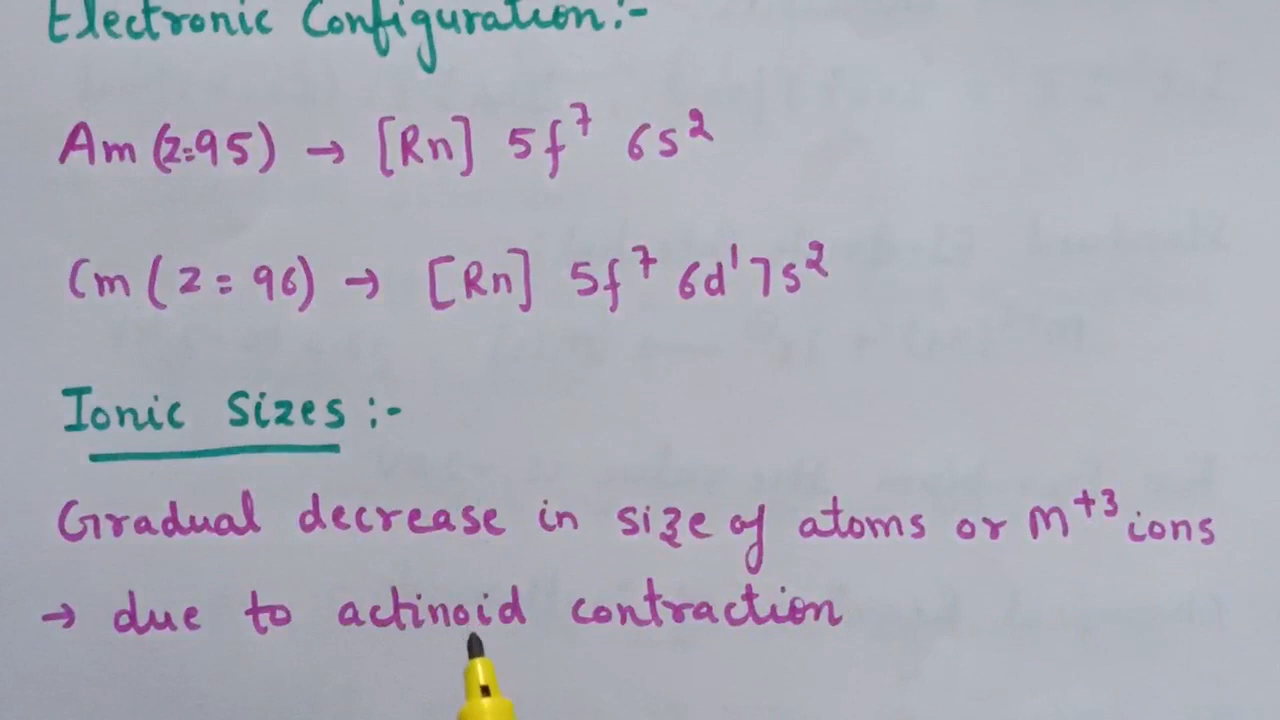 Electronic Configuration:-
Am (z=95) → [Rn] 5f⁷ 6s²
Cm (z = 96) → [Rn] 5f⁷ 6d¹ 7s²
Ionic Sizes :-
Gradual decrease in size of atoms or m⁺³ ions
→ due to actinoid contraction